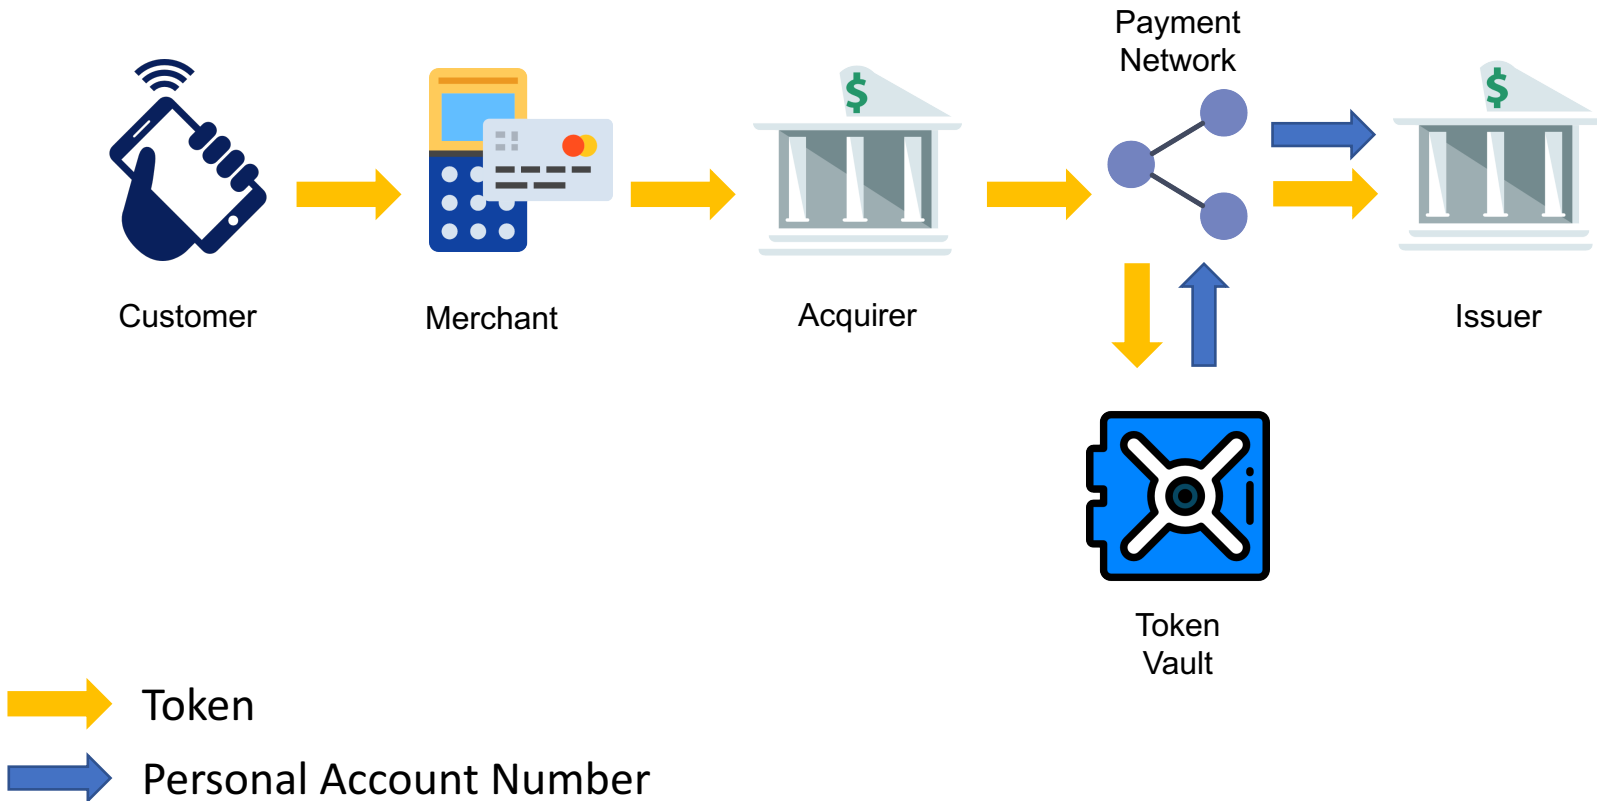 Payment
Network
$
$
Customer
Merchant
Acquirer
Issuer
Token
Vault
Token
Personal Account Number